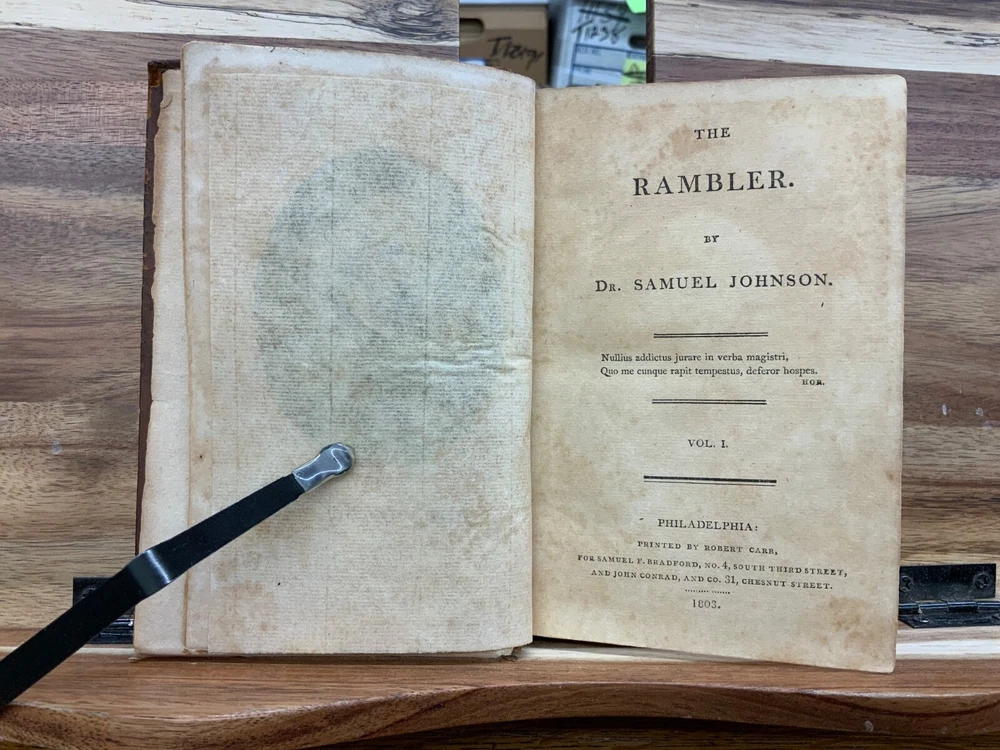 THE
RAMBLER.
BY
DR. SAMUEL JOHNSON.
Nullius addictus jurare in verba magistri,
Quo me cunque rapit tempestus, deferor hospes.
HOR.
VOL. I.
PHILADELPHIA:
PRINTED BY ROBERT CARR,
FOR SAMUEL F. BRADFORD, NO. 4, SOUTH THIRD STREET,
AND JOHN CONRAD, AND CO. 31, CHESNUT STREET.
1803.